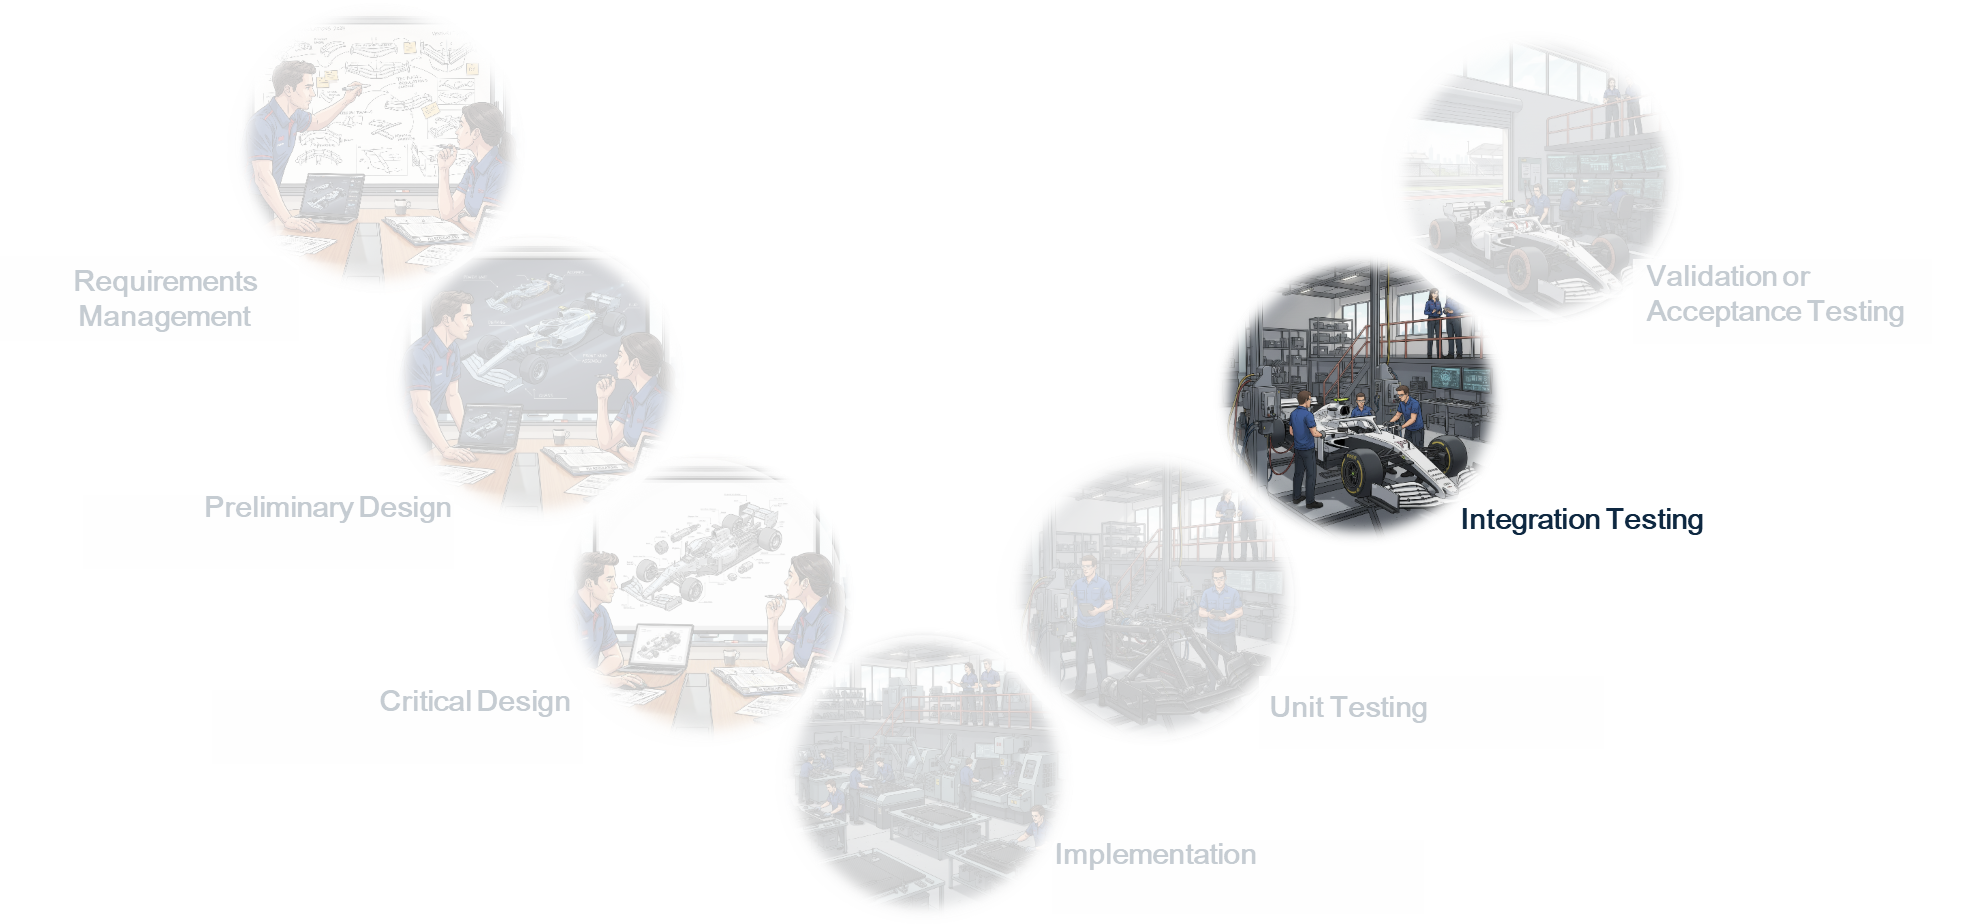 Requirements
Management
Preliminary Design
Critical Design
Implementation
Unit Testing
Integration Testing
Validation or
Acceptance Testing